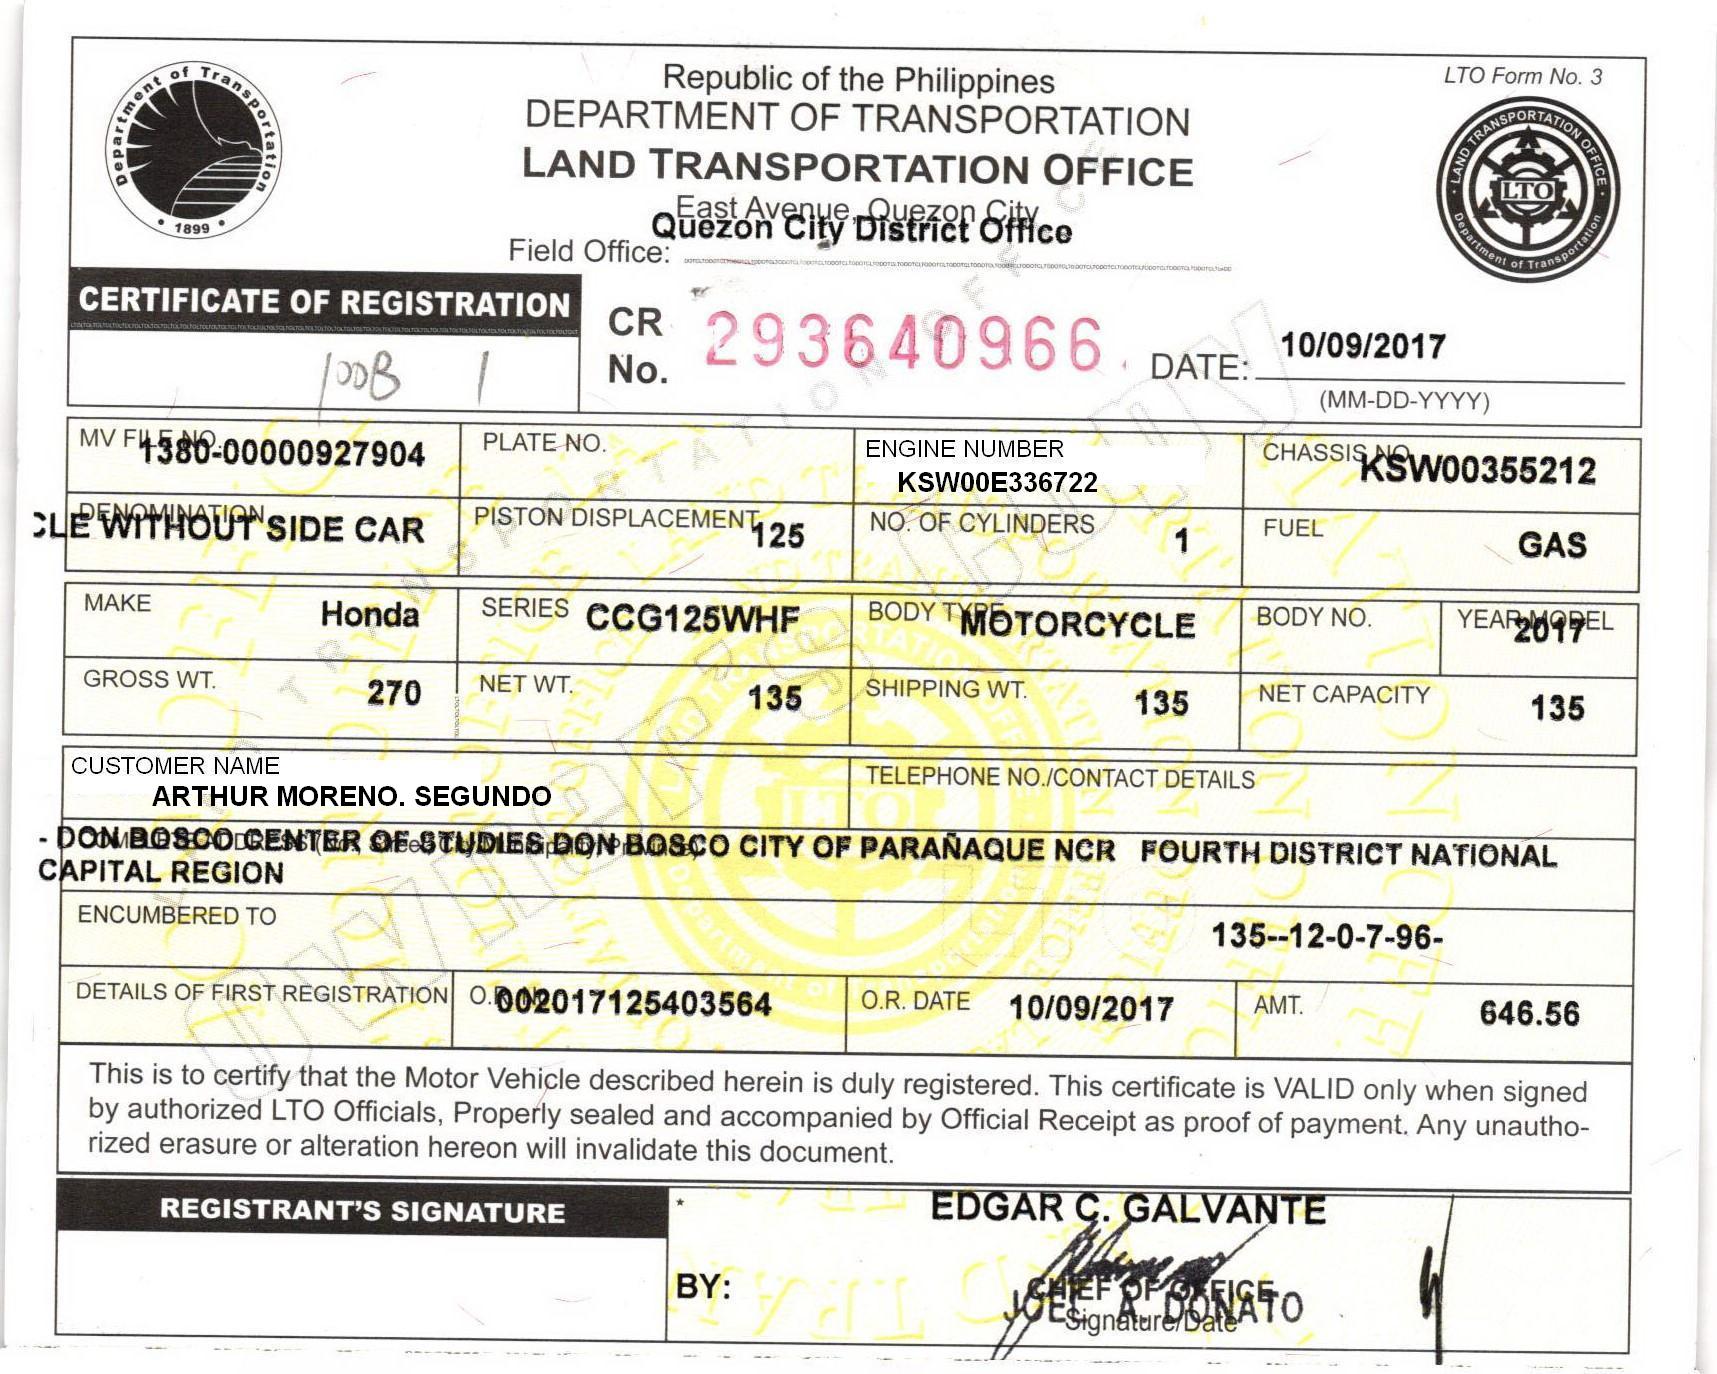 Republic of the Philippines
LTO Form No. 3
DEPARTMENT OF TRANSPORTATION
LAND TRANSPORTATION OFFICE
East Avenue, Quezon City
Quezon City District Office
Field Office:
Department of Transportation
1899
LAND TRANSPORTATION OFFICE
LTO
Department of Transportation
CERTIFICATE OF REGISTRATION
100B 1
CR No. 293640966
DATE: 10/09/2017
(MM-DD-YYYY)
MV FILE NO. 1380-00000927904
PLATE NO.
ENGINE NUMBER
KSW00E336722
CHASSIS NO. KSW00355212
DENOMINATION
CLE WITHOUT SIDE CAR
PISTON DISPLACEMENT 125
NO. OF CYLINDERS 1
FUEL GAS
MAKE Honda
SERIES CCG125WHF
BODY TYPE MOTORCYCLE
BODY NO.
YEAR MODEL 2017
GROSS WT. 270
NET WT. 135
SHIPPING WT. 135
NET CAPACITY 135
CUSTOMER NAME
ARTHUR MORENO. SEGUNDO
TELEPHONE NO./CONTACT DETAILS
- DON BOSCO CENTER OF STUDIES DON BOSCO CITY OF PARAÑAQUE NCR FOURTH DISTRICT NATIONAL
CAPITAL REGION
ENCUMBERED TO
135--12-0-7-96-
DETAILS OF FIRST REGISTRATION
O.R. NO. 002017125403564
O.R. DATE 10/09/2017
AMT. 646.56
This is to certify that the Motor Vehicle described herein is duly registered. This certificate is VALID only when signed
by authorized LTO Officials, Properly sealed and accompanied by Official Receipt as proof of payment. Any unautho-
rized erasure or alteration hereon will invalidate this document.
REGISTRANT'S SIGNATURE
*
EDGAR C. GALVANTE
BY:
CHIEF OF OFFICE
JOEL A. DONATO
Signature/Date